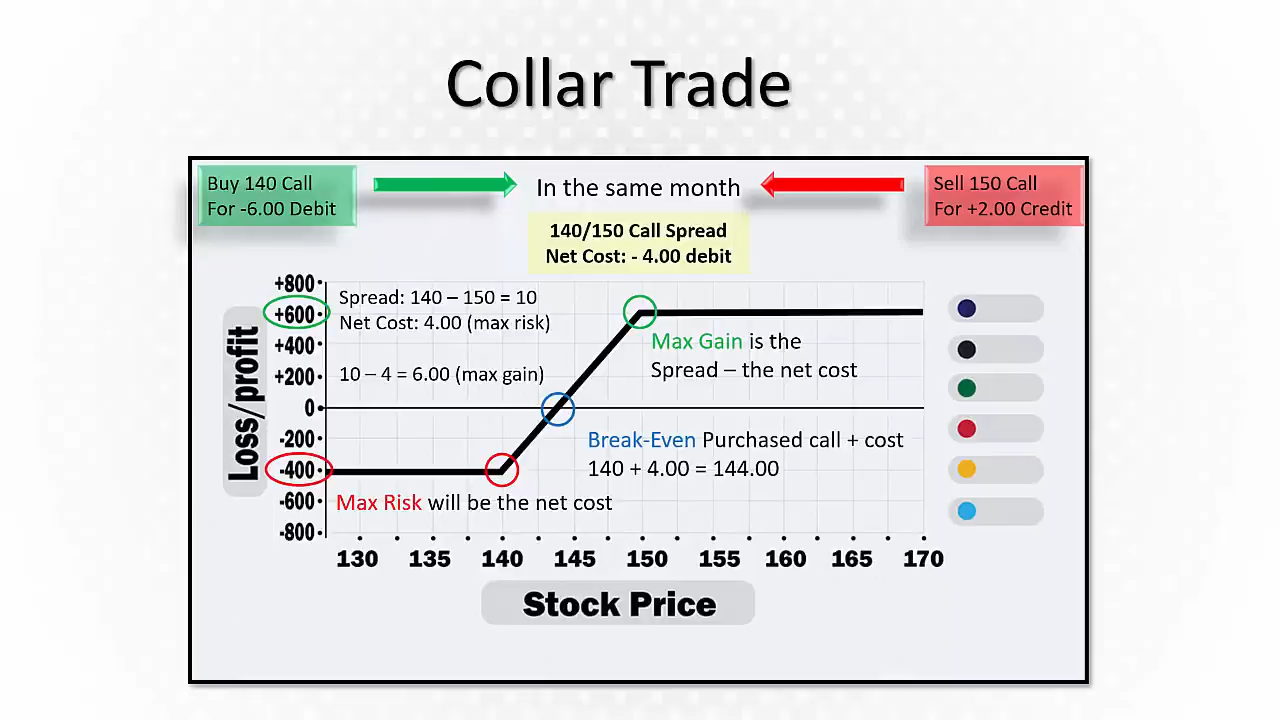 Collar Trade
Buy 140 Call
For -6.00 Debit
In the same month
Sell 150 Call
For +2.00 Credit
140/150 Call Spread
Net Cost: - 4.00 debit
+800
+600
+400
+200
0
-200
-400
-600
-800
Loss/profit
Spread: 140 – 150 = 10
Net Cost: 4.00 (max risk)
10 – 4 = 6.00 (max gain)
Max Gain is the
Spread – the net cost
Break-Even Purchased call + cost
140 + 4.00 = 144.00
Max Risk will be the net cost
130 135 140 145 150 155 160 165 170
Stock Price